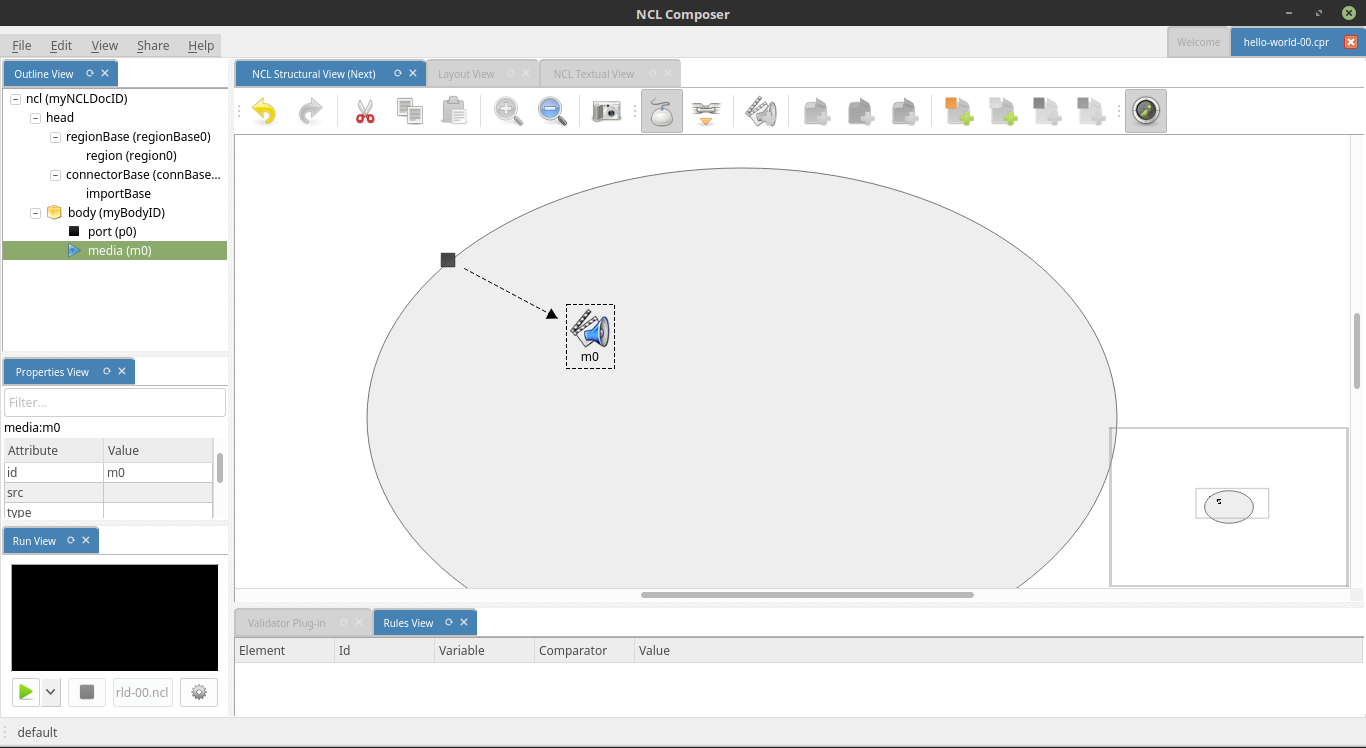 NCL Composer
File Edit View Share Help
Welcome
hello-world-00.cpr
Outline View
ncl (myNCLDocID)
head
regionBase (regionBase0)
region (region0)
connectorBase (connBase...
importBase
body (myBodyID)
port (p0)
media (m0)
Properties View
Filter...
media:m0
Attribute Value
id m0
src
type
Run View
rld-00.ncl
NCL Structural View (Next)
Layout View
NCL Textual View
m0
Validator Plug-in
Rules View
Element Id Variable Comparator Value
default